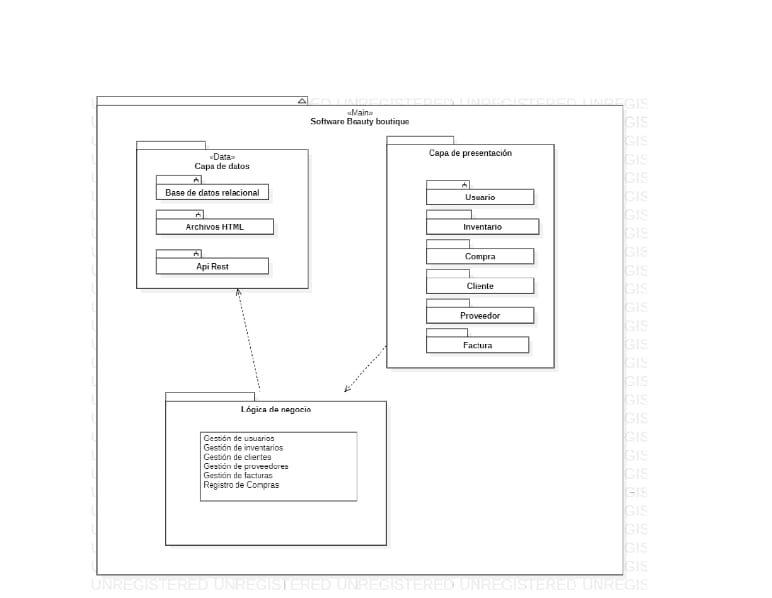 «Main»
Software Beauty boutique
«Data»
Capa de datos
Base de datos relacional
Archivos HTML
Api Rest
Capa de presentación
Usuario
Inventario
Compra
Cliente
Proveedor
Factura
Lógica de negocio
Gestión de usuarios
Gestión de inventarios
Gestión de clientes
Gestión de proveedores
Gestión de facturas
Registro de Compras
UNREGISTERED UNREGISTERED UNREGISTERED UNREGISTERED UNREGIS